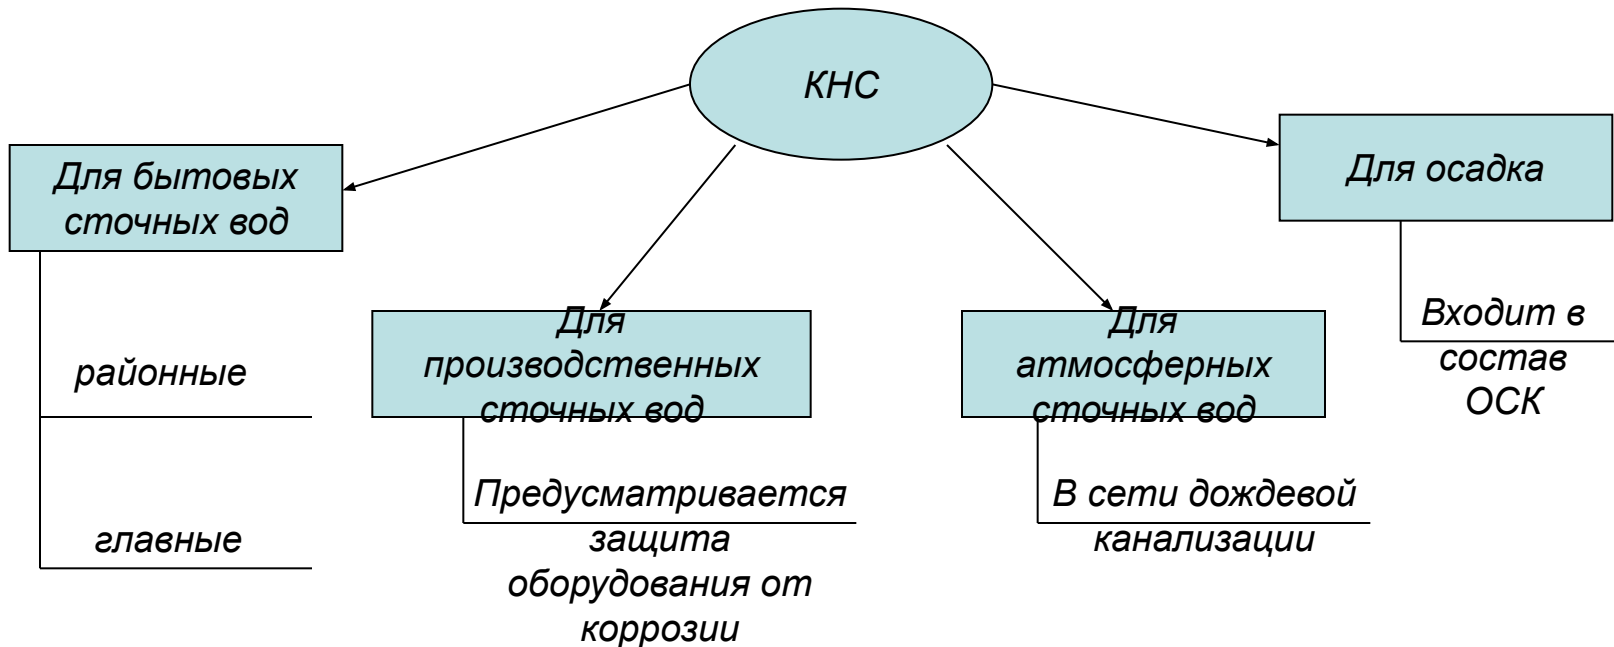 КНС
Для бытовых
сточных вод
районные
главные
Для
производственных
сточных вод
Предусматривается
защита
оборудования от
коррозии
Для
атмосферных
сточных вод
В сети дождевой
канализации
Для осадка
Входит в
состав
ОСК